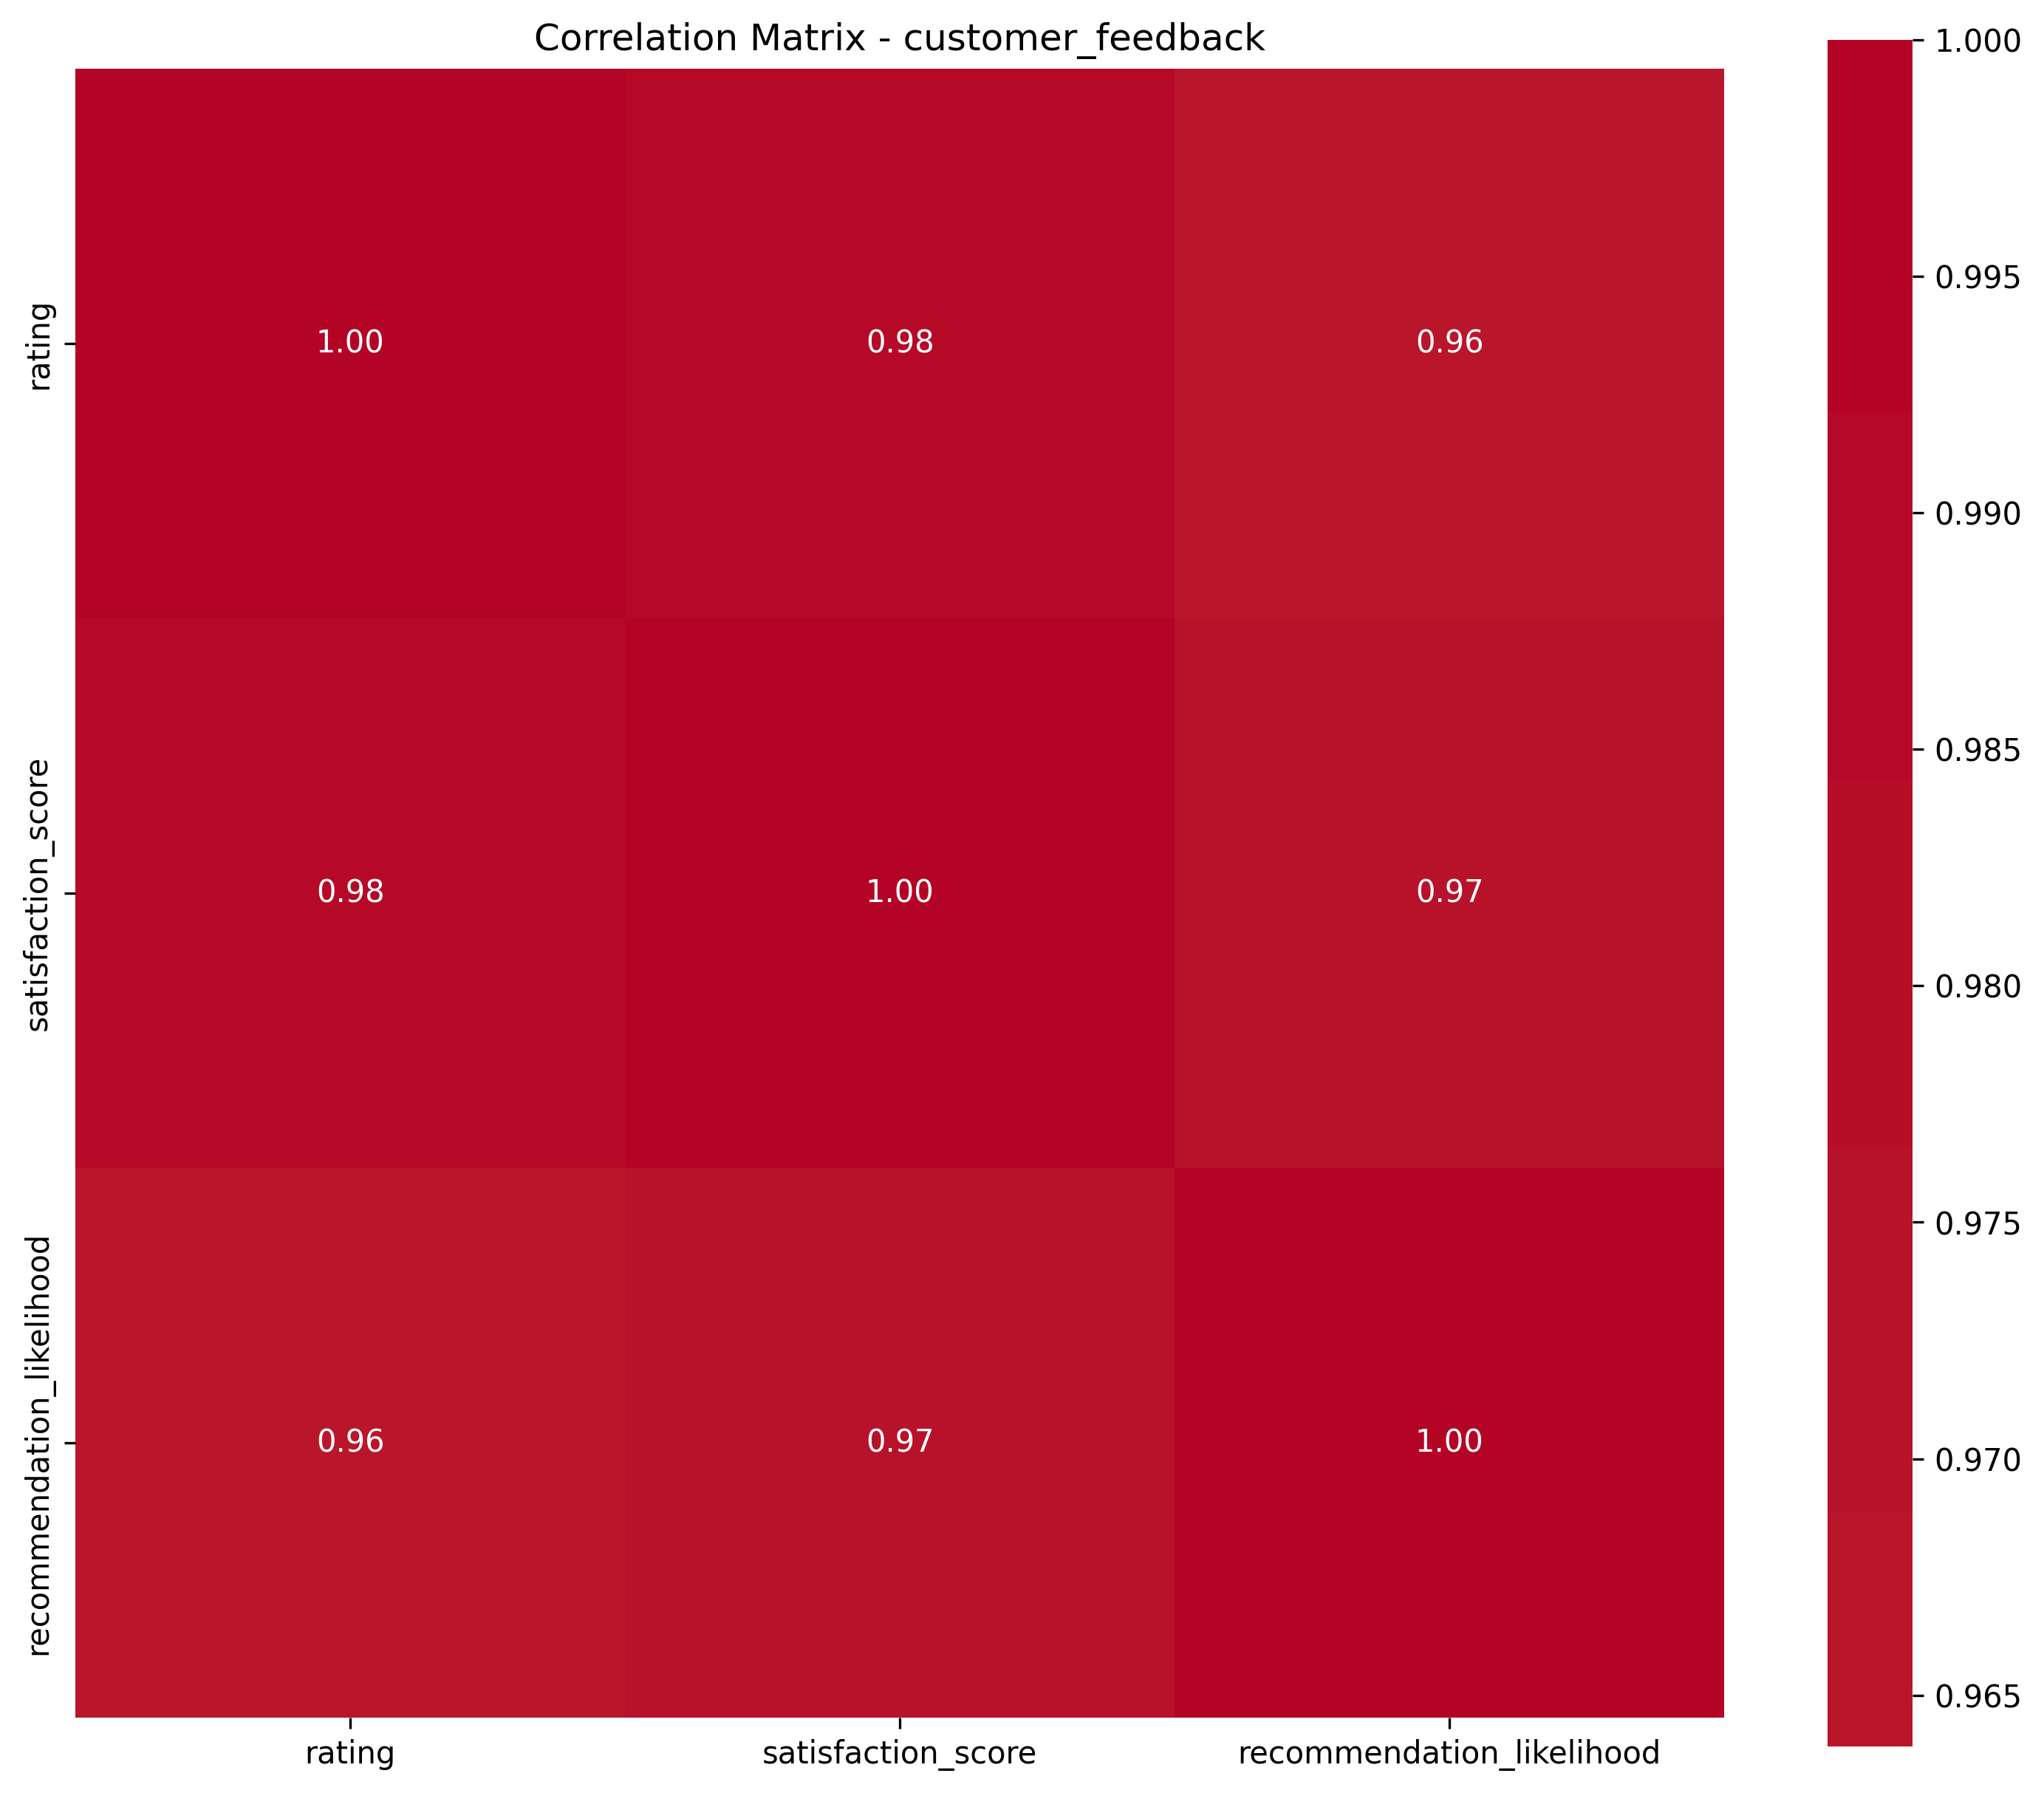 Correlation Matrix - customer_feedback
rating
1.00
0.98
0.96
satisfaction_score
0.98
1.00
0.97
recommendation_likelihood
0.96
0.97
1.00
rating
satisfaction_score
recommendation_likelihood
1.000
0.995
0.990
0.985
0.980
0.975
0.970
0.965